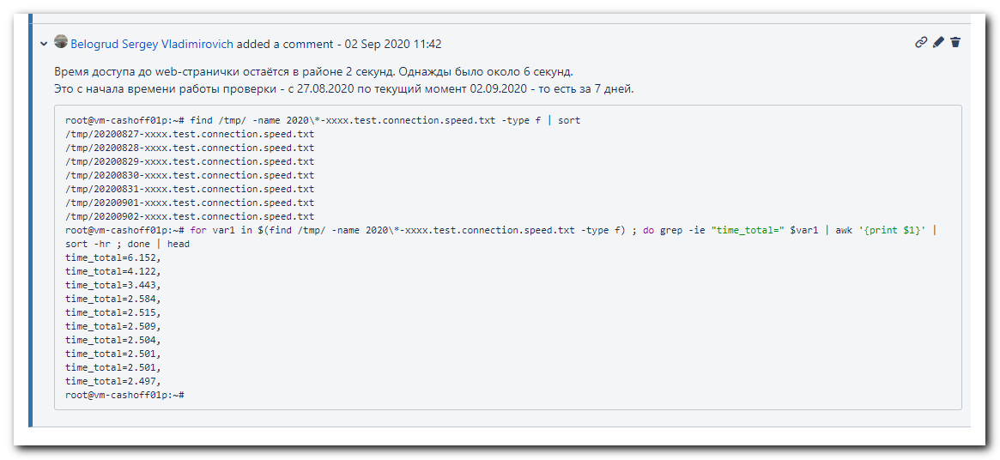 Belogrud Sergey Vladimirovich added a comment - 02 Sep 2020 11:42
Время доступа до web-странички остаётся в районе 2 секунд. Однажды было около 6 секунд.
Это с начала времени работы проверки - с 27.08.2020 по текущий момент 02.09.2020 - то есть за 7 дней.
root@vm-cashoff01p:~# find /tmp/ -name 2020\*-xxxx.test.connection.speed.txt -type f | sort
/tmp/20200827-xxxx.test.connection.speed.txt
/tmp/20200828-xxxx.test.connection.speed.txt
/tmp/20200829-xxxx.test.connection.speed.txt
/tmp/20200830-xxxx.test.connection.speed.txt
/tmp/20200831-xxxx.test.connection.speed.txt
/tmp/20200901-xxxx.test.connection.speed.txt
/tmp/20200902-xxxx.test.connection.speed.txt
root@vm-cashoff01p:~# for var1 in $(find /tmp/ -name 2020\*-xxxx.test.connection.speed.txt -type f) ; do grep -ie "time_total=" $var1 | awk '{print $1}' |
sort -hr ; done | head
time_total=6.152,
time_total=4.122,
time_total=3.443,
time_total=2.584,
time_total=2.515,
time_total=2.509,
time_total=2.504,
time_total=2.501,
time_total=2.501,
time_total=2.497,
root@vm-cashoff01p:~#